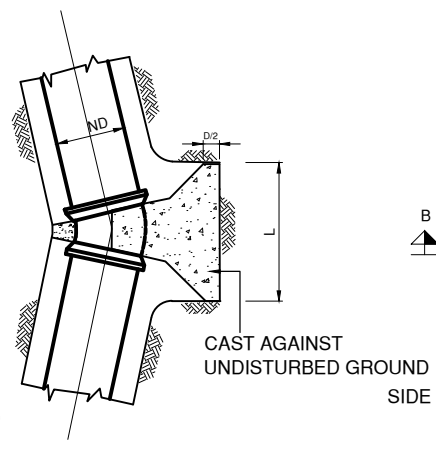 ND
D/2
L
B
CAST AGAINST
UNDISTURBED GROUND
SIDE